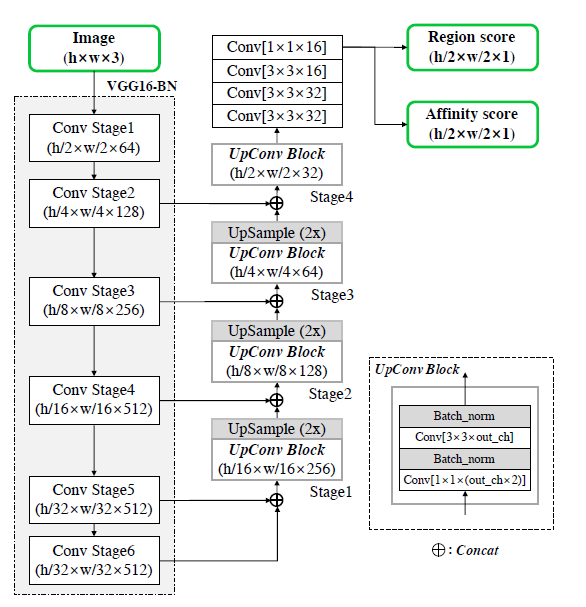 Image
(h×w×3)
VGG16-BN
Conv Stage1
(h/2×w/2×64)
Conv Stage2
(h/4×w/4×128)
Conv Stage3
(h/8×w/8×256)
Conv Stage4
(h/16×w/16×512)
Conv Stage5
(h/32×w/32×512)
Conv Stage6
(h/32×w/32×512)
Conv[1×1×16]
Conv[3×3×16]
Conv[3×3×32]
Conv[3×3×32]
UpConv Block
(h/2×w/2×32)
Stage4
UpSample (2x)
UpConv Block
(h/4×w/4×64)
Stage3
UpSample (2x)
UpConv Block
(h/8×w/8×128)
Stage2
UpSample (2x)
UpConv Block
(h/16×w/16×256)
Stage1
Region score
(h/2×w/2×1)
Affinity score
(h/2×w/2×1)
UpConv Block
Batch_norm
Conv[3×3×out_ch]
Batch_norm
Conv[1×1×(out_ch×2)]
⊕ : Concat